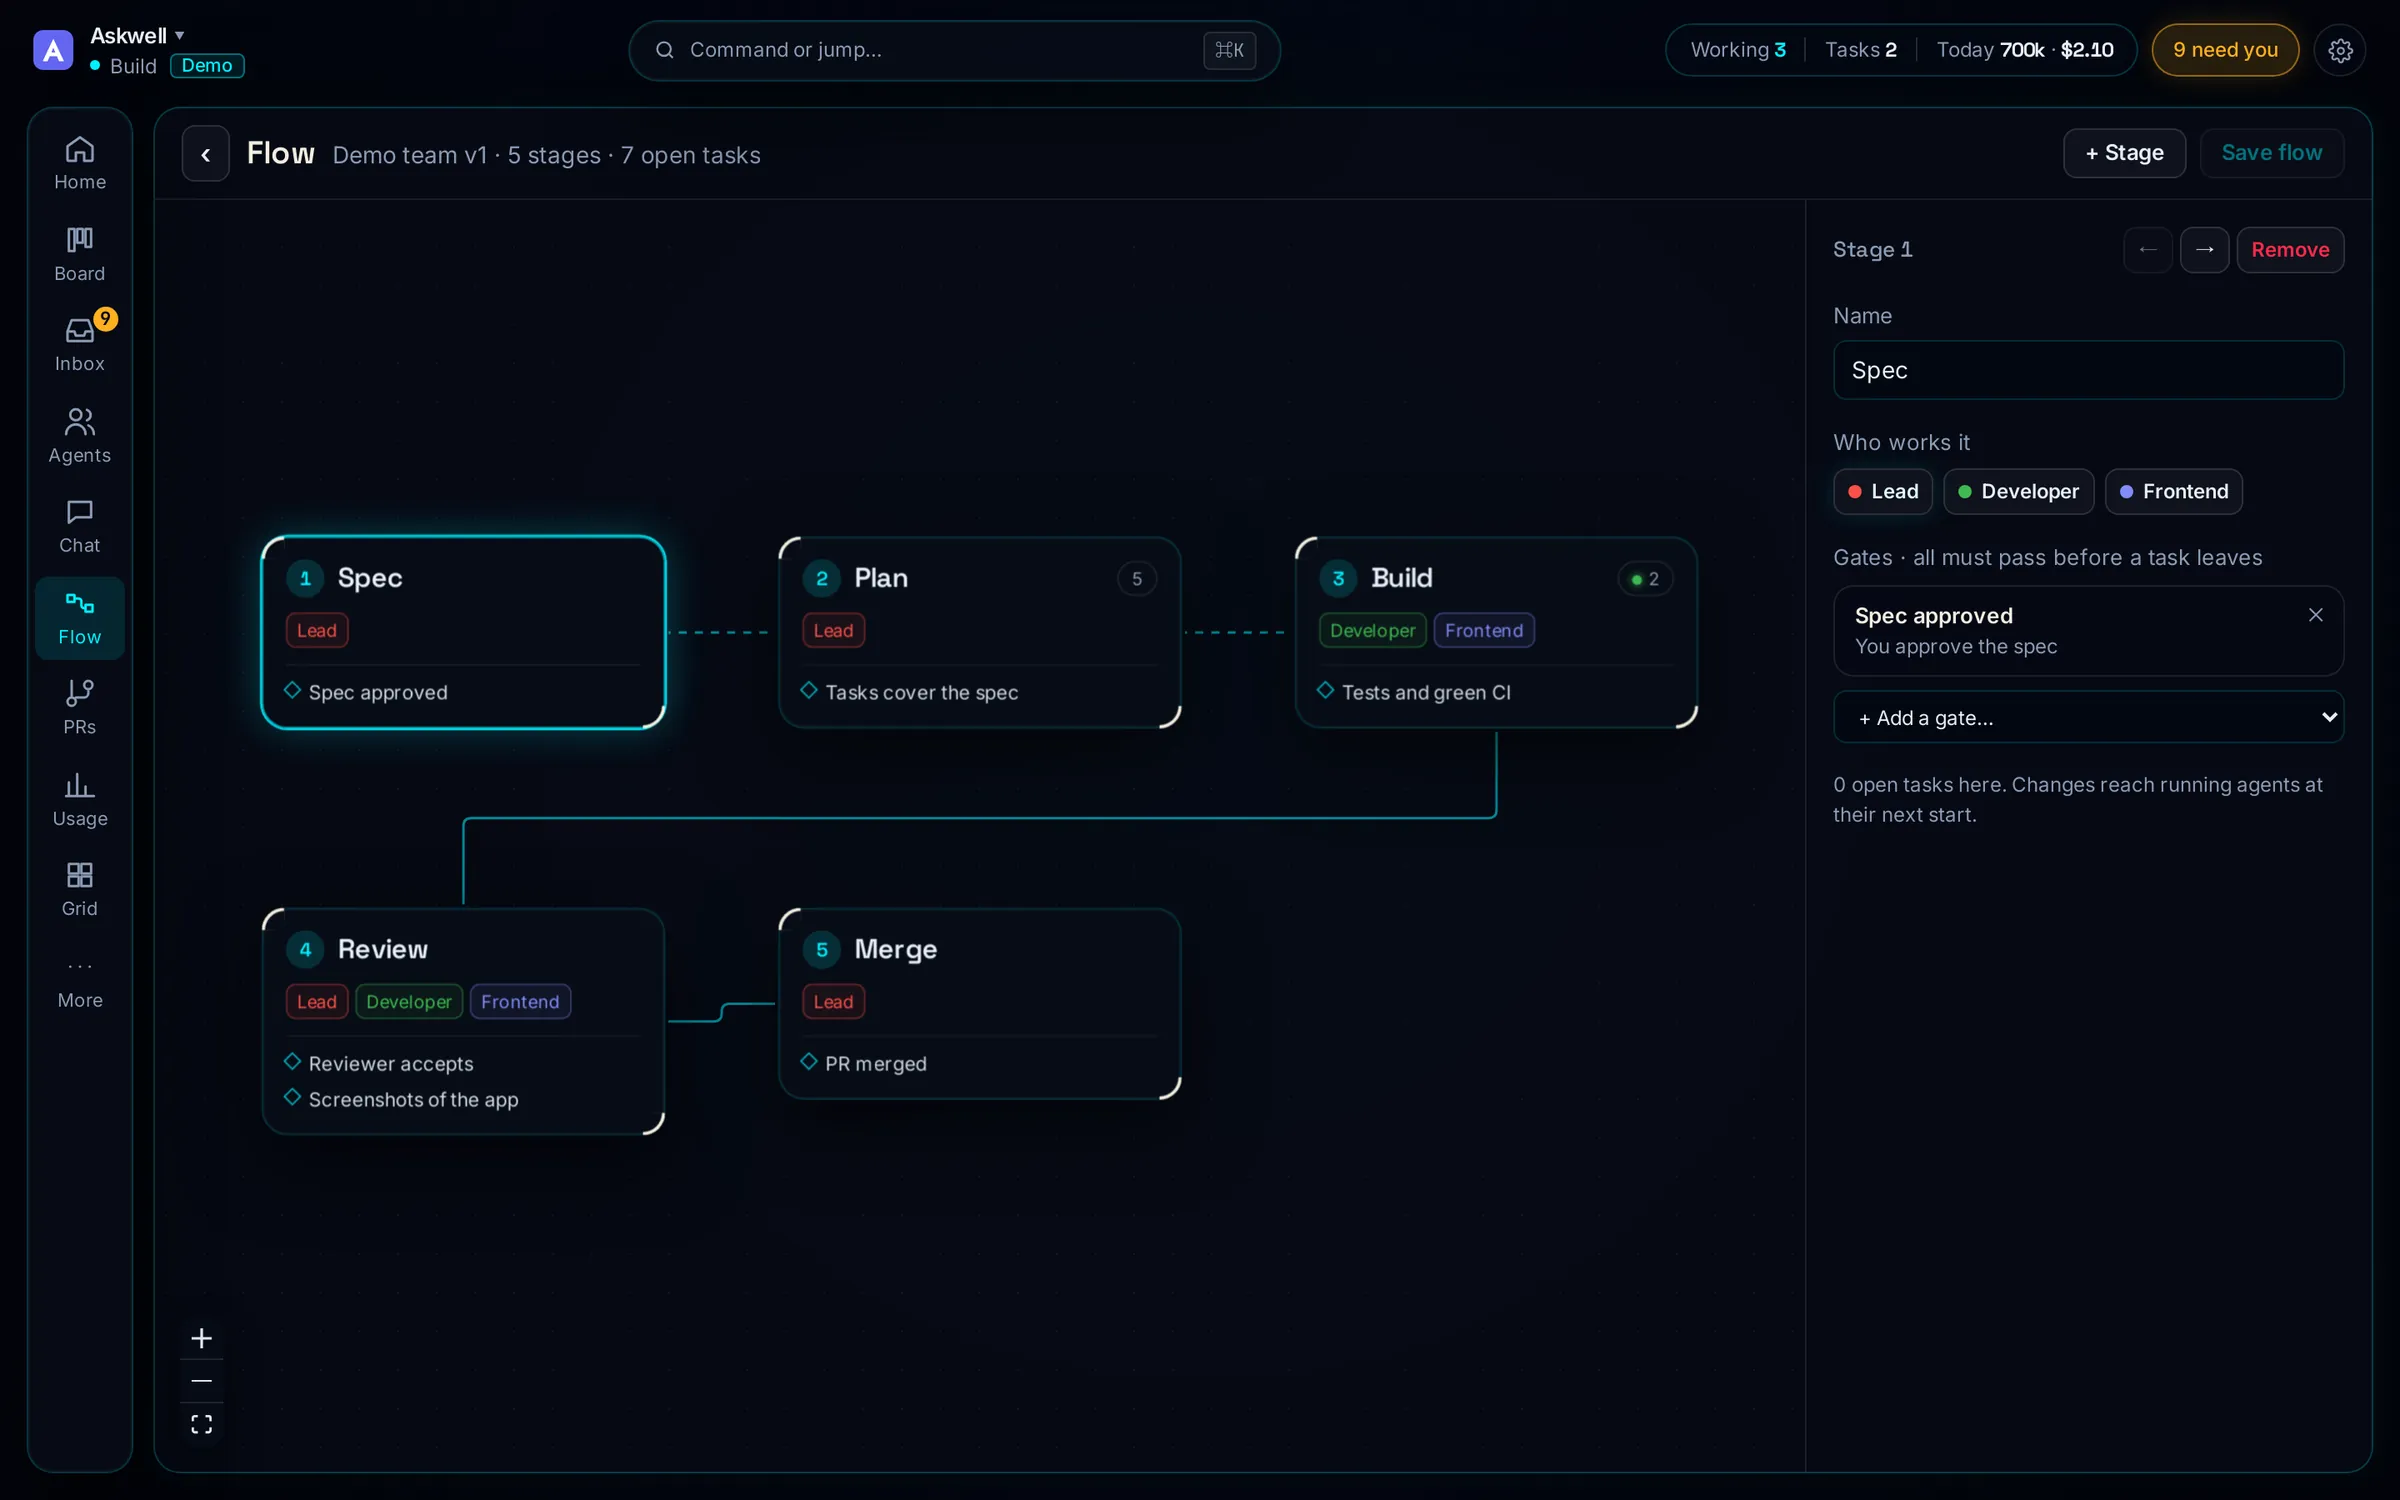 A
Askwell ▾
Build Demo
Command or jump... ⌘K
Working 3 Tasks 2 Today 700k · $2.10
9 need you
Home
Board
Inbox 9
Agents
Chat
Flow
PRs
Usage
Grid
... More
‹ Flow Demo team v1 · 5 stages · 7 open tasks
+ Stage Save flow
1 Spec
Lead
Spec approved
2 Plan 5
Lead
Tasks cover the spec
3 Build 2
Developer Frontend
Tests and green CI
4 Review
Lead Developer Frontend
Reviewer accepts
Screenshots of the app
5 Merge
Lead
PR merged
Stage 1 ← → Remove
Name
Spec
Who works it
Lead Developer Frontend
Gates · all must pass before a task leaves
Spec approved
You approve the spec
+ Add a gate...
0 open tasks here. Changes reach running agents at
their next start.